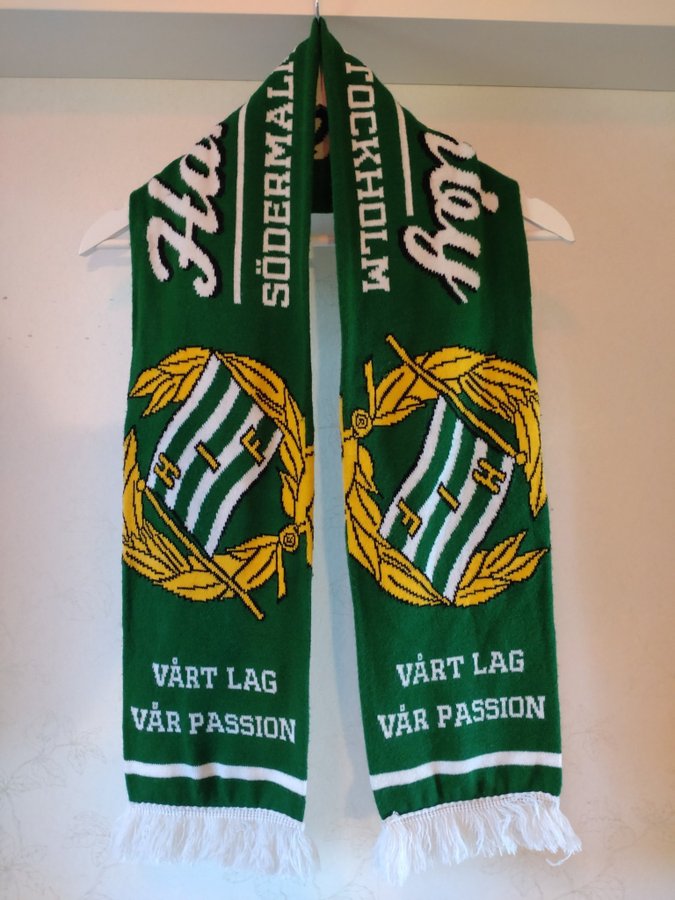 SÖDERMALM
STOCKHOLM
HIF
HIF
VÅRT LAG
VÅR PASSION
VÅRT LAG
VÅR PASSION